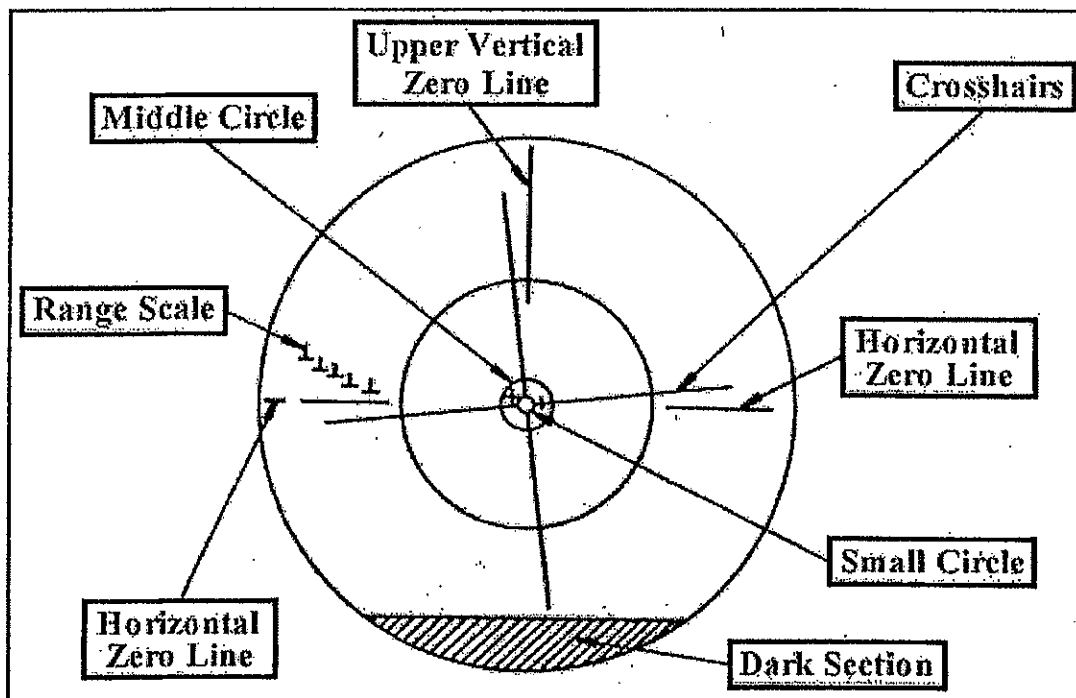 Upper Vertical
Zero Line
Crosshairs
Middle Circle
Range Scale
Horizontal
Zero Line
Small Circle
Horizontal
Zero Line
Dark Section